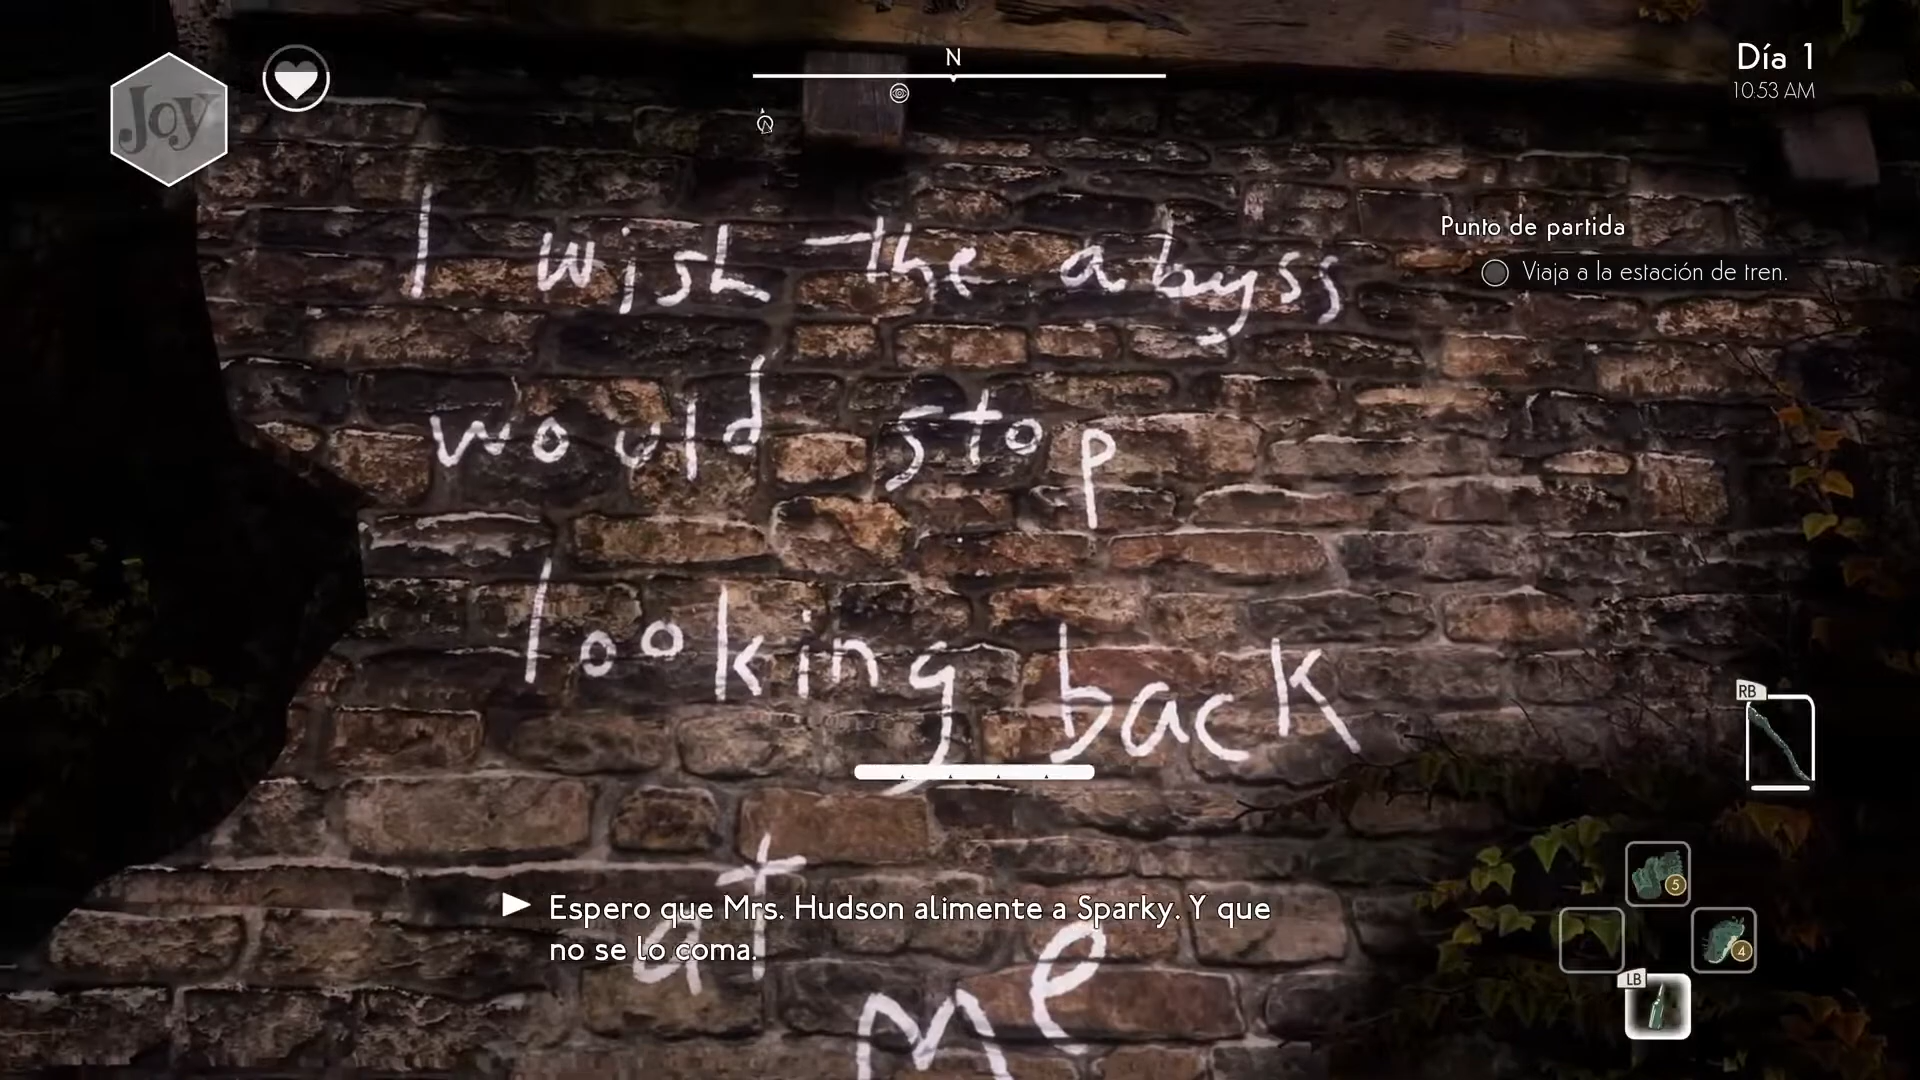 Joy
N
Día 1
10:53 AM
Punto de partida
Viaja a la estación de tren.
I wish the abyss
would stop
looking back
at
me
Espero que Mrs. Hudson alimente a Sparky. Y que
no se lo coma.
RB
5
4
LB